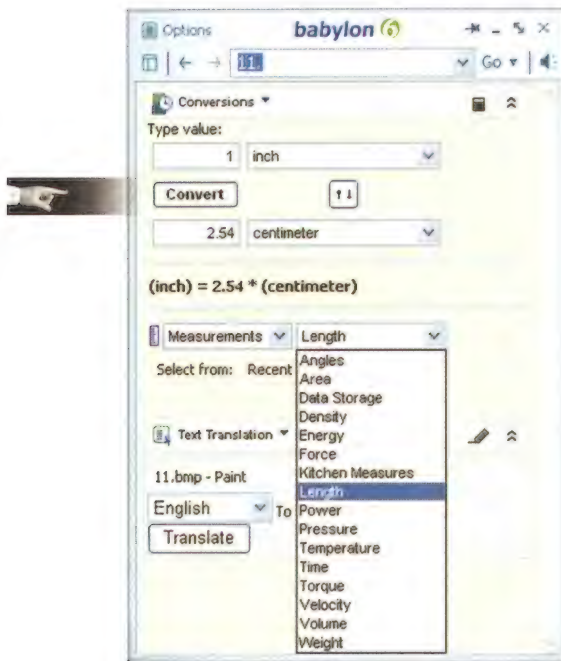 Options babylon
11. Go
Conversions
Type value:
1 inch
Convert
2.54 centimeter
(inch) = 2.54 * (centimeter)
Measurements Length
Select from: Recent
Angles
Area
Data Storage
Density
Energy
Force
Kitchen Measures
Length
Power
Pressure
Temperature
Time
Torque
Velocity
Volume
Weight
Text Translation
11.bmp - Paint
English To
Translate